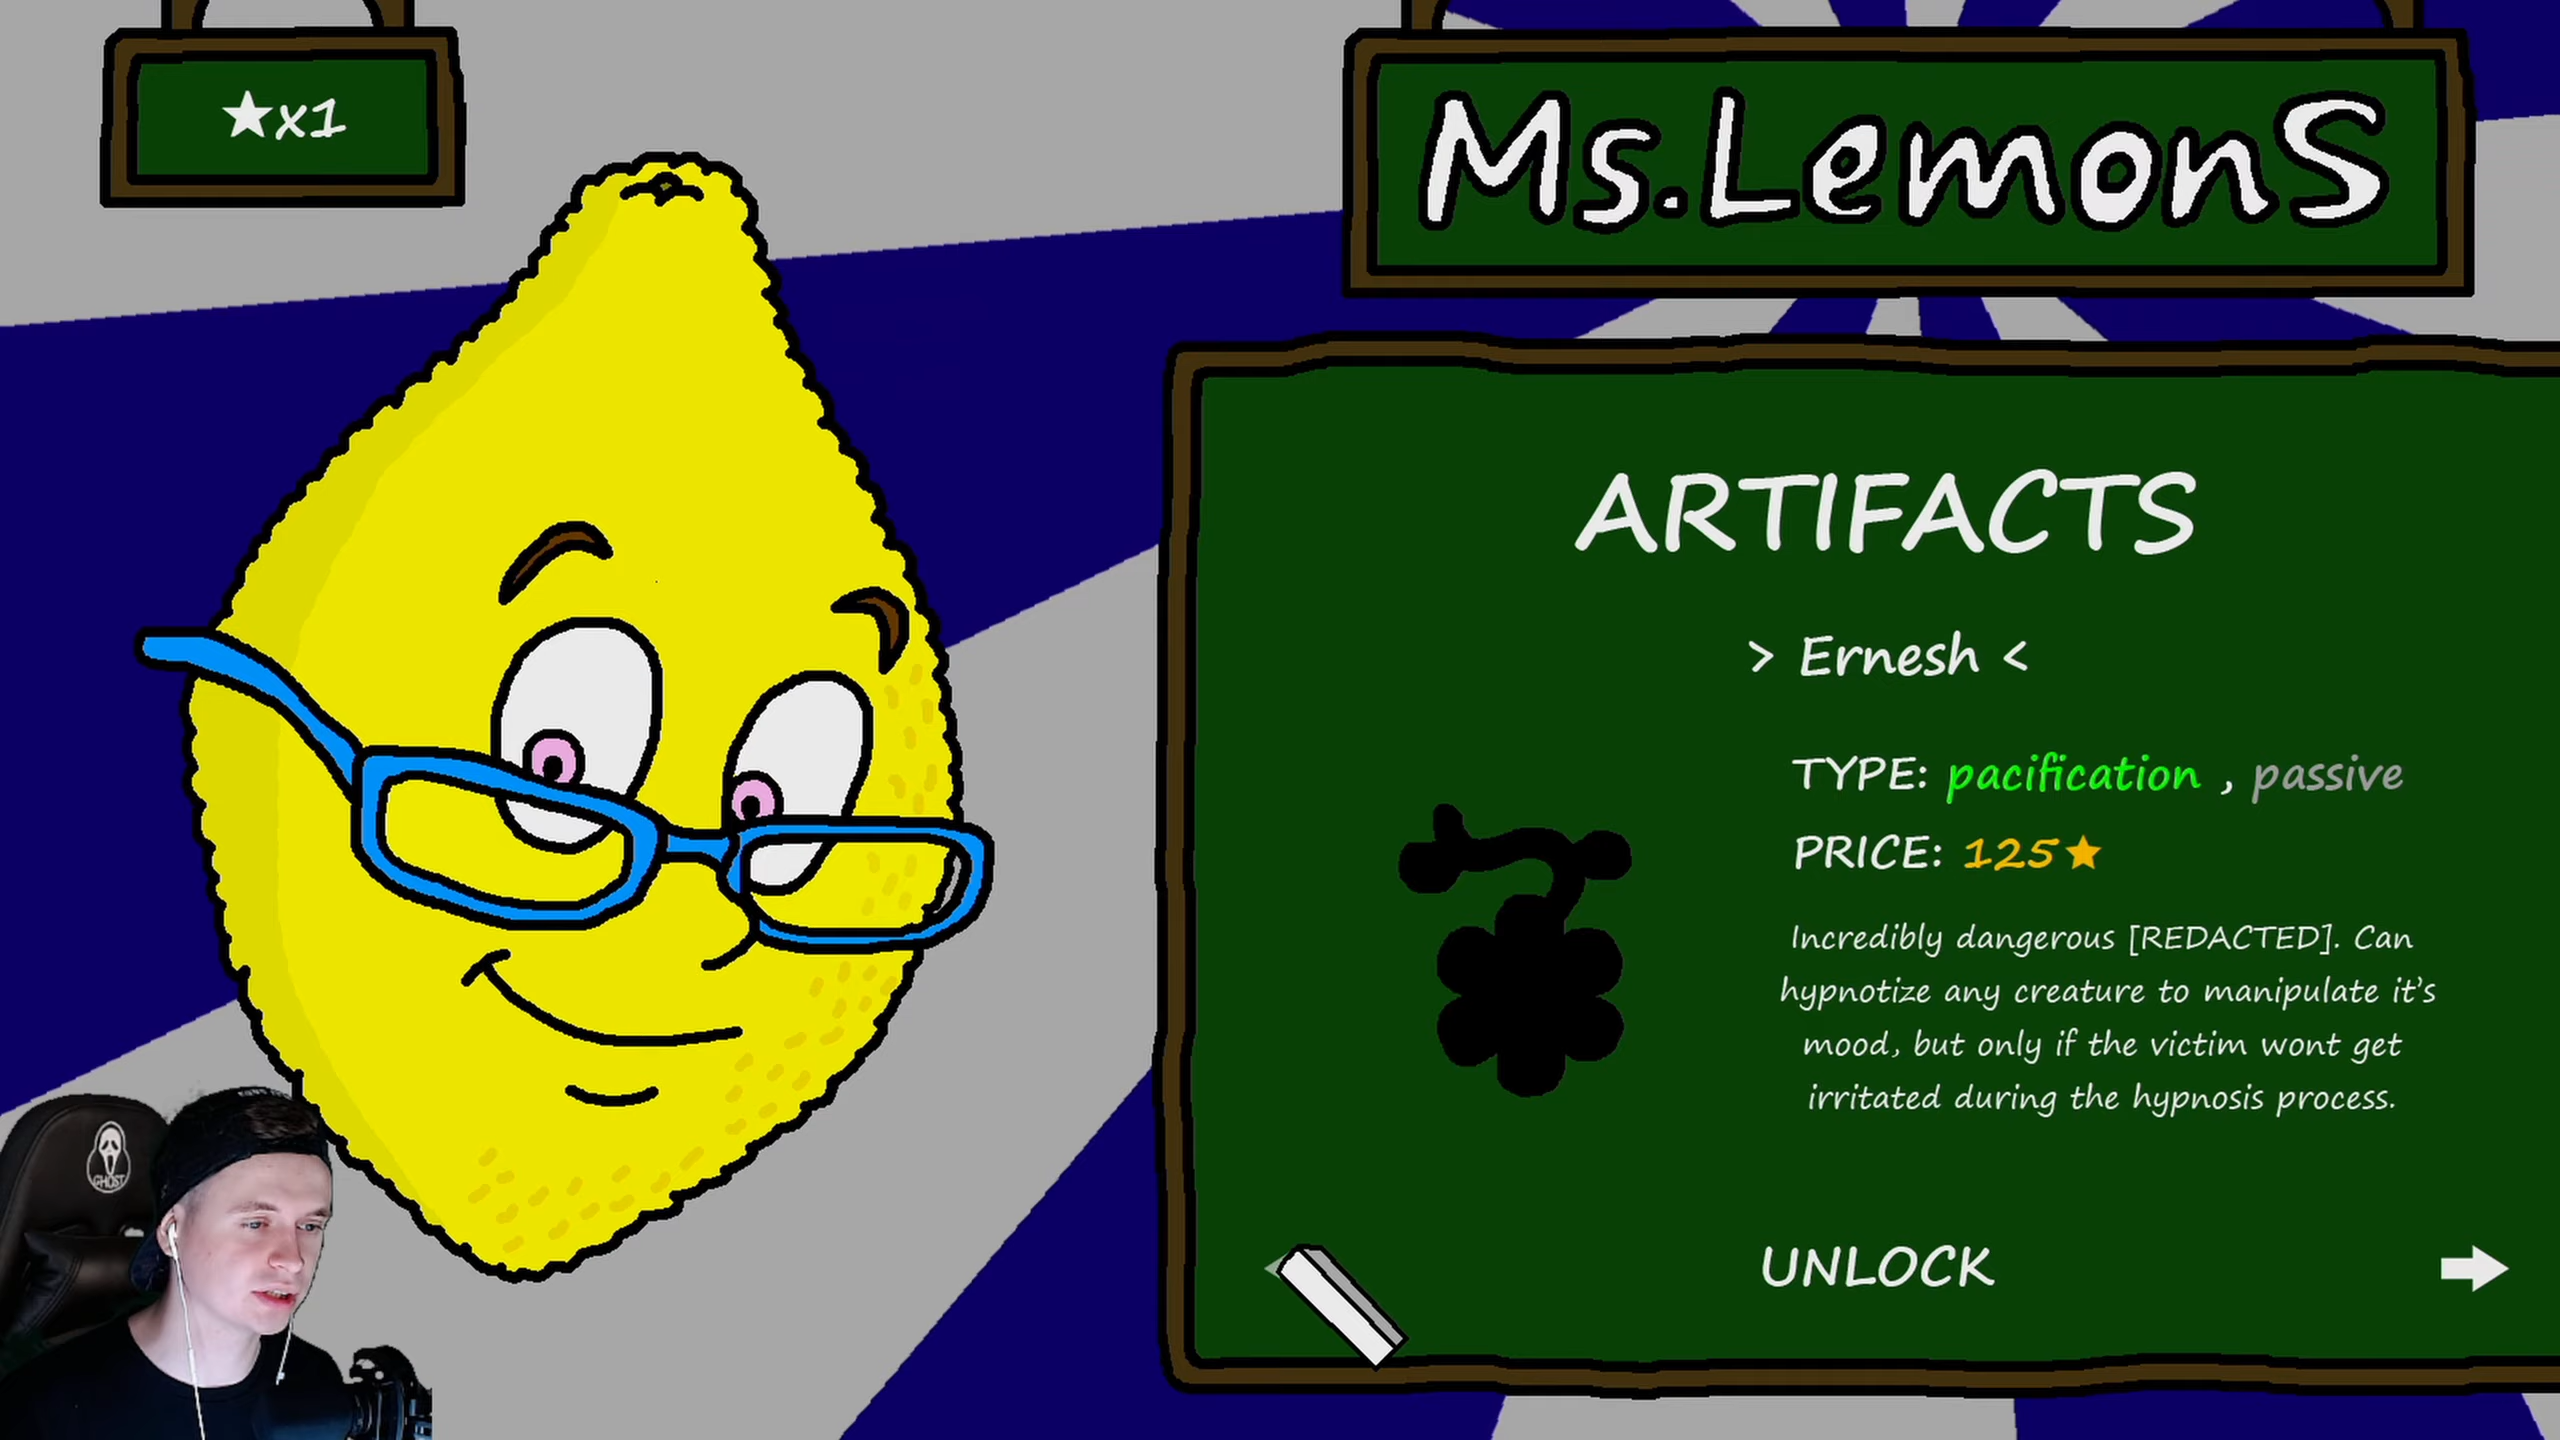 ★x1
Ms.LemonS
ARTIFACTS
> Ernesh <
TYPE: pacification , passive
PRICE: 125★
Incredibly dangerous [REDACTED]. Can
hypnotize any creature to manipulate it's
mood, but only if the victim wont get
irritated during the hypnosis process.
UNLOCK
GHOST